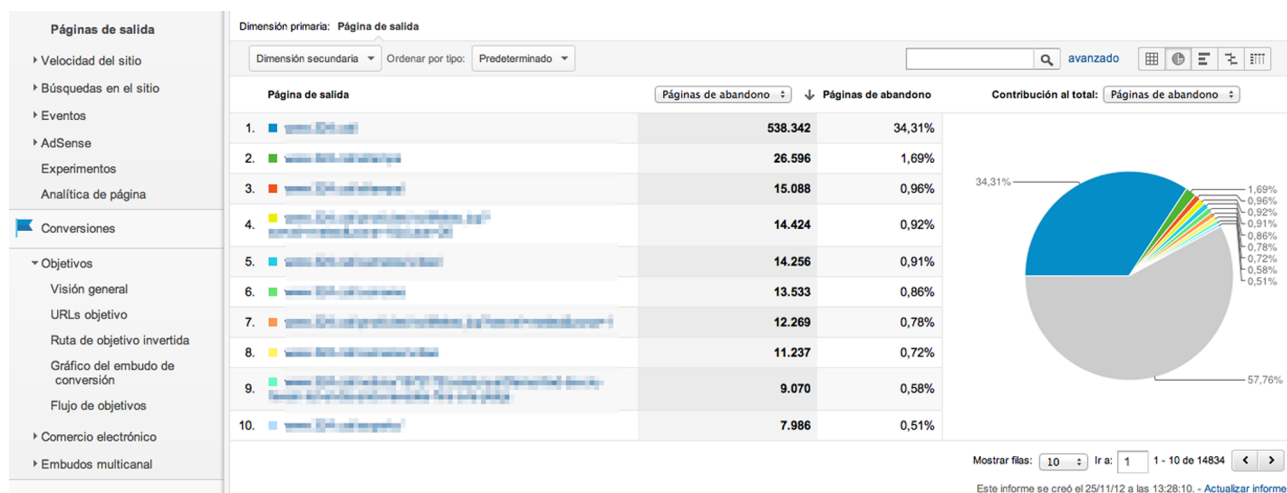 Páginas de salida
Velocidad del sitio
Búsquedas en el sitio
Eventos
AdSense
Experimentos
Analítica de página
Conversiones
Objetivos
Visión general
URLs objetivo
Ruta de objetivo invertida
Gráfico del embudo de
conversión
Flujo de objetivos
Comercio electrónico
Embudos multicanal
Dimensión primaria: Página de salida
Dimensión secundaria Ordenar por tipo: Predeterminado avanzado
Página de salida Páginas de abandono Páginas de abandono Contribución al total: Páginas de abandono
1. 538.342 34,31%
2. 26.596 1,69%
3. 15.088 0,96%
4. 14.424 0,92%
5. 14.256 0,91%
6. 13.533 0,86%
7. 12.269 0,78%
8. 11.237 0,72%
9. 9.070 0,58%
10. 7.986 0,51%
34,31%
1,69%
0,96%
0,92%
0,91%
0,86%
0,78%
0,72%
0,58%
0,51%
57,76%
Mostrar filas: 10 Ir a: 1 1 - 10 de 14834
Este informe se creó el 25/11/12 a las 13:28:10. - Actualizar informe